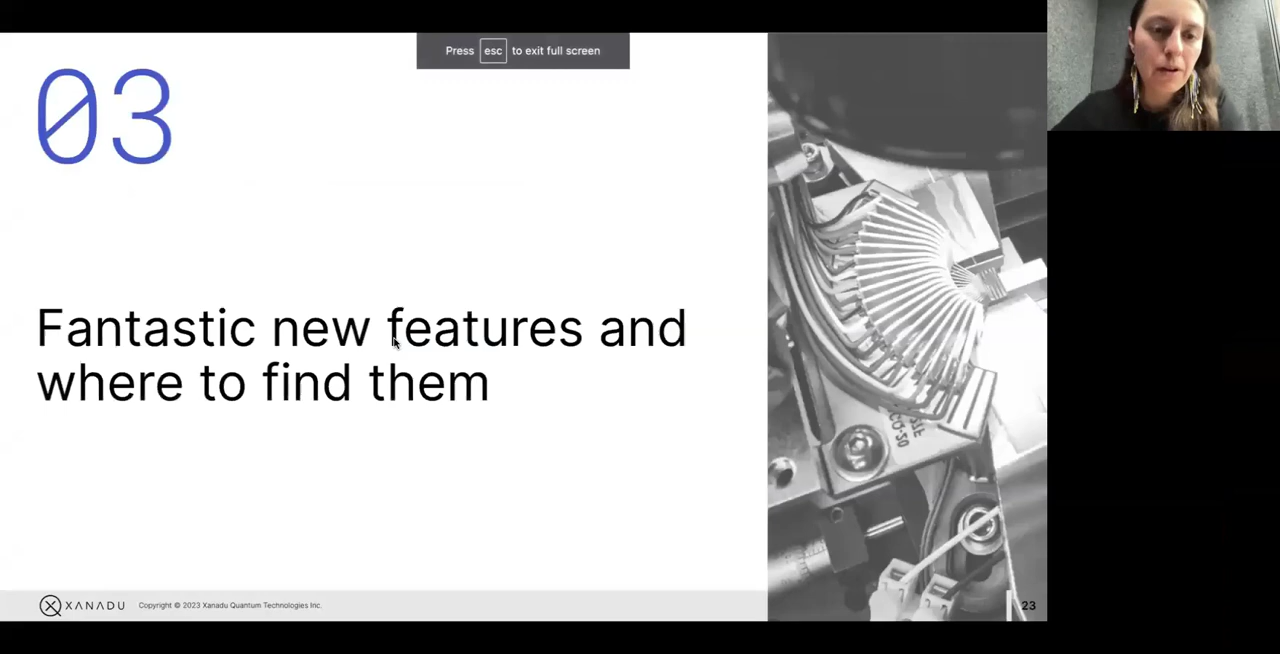 Press esc to exit full screen
03
Fantastic new features and
where to find them
XANADU Copyright © 2023 Xanadu Quantum Technologies Inc.
23